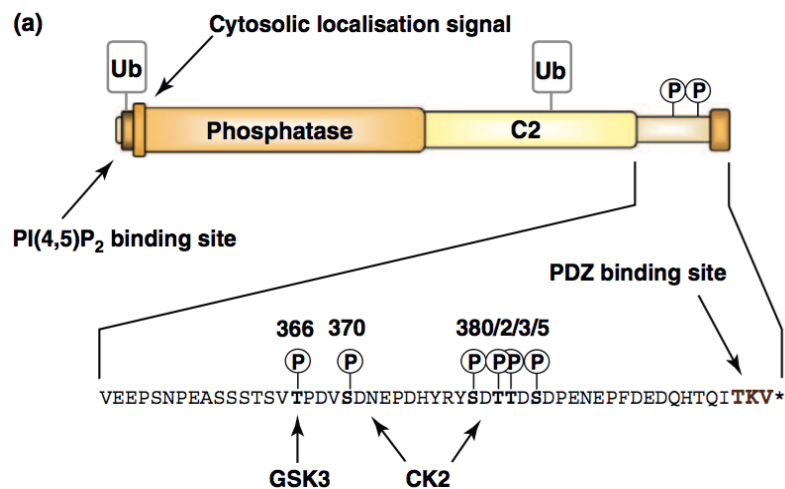 (a)
Cytosolic localisation signal
Ub
Ub
P P
Phosphatase
C2
PI(4,5)P2 binding site
PDZ binding site
366 370 380/2/3/5
P P P P P P
VEEPSNPEASSSTSVTPDVSDNEPDHYRYSDTTDSDPENEPFDEDQHTQITKV*
GSK3
CK2